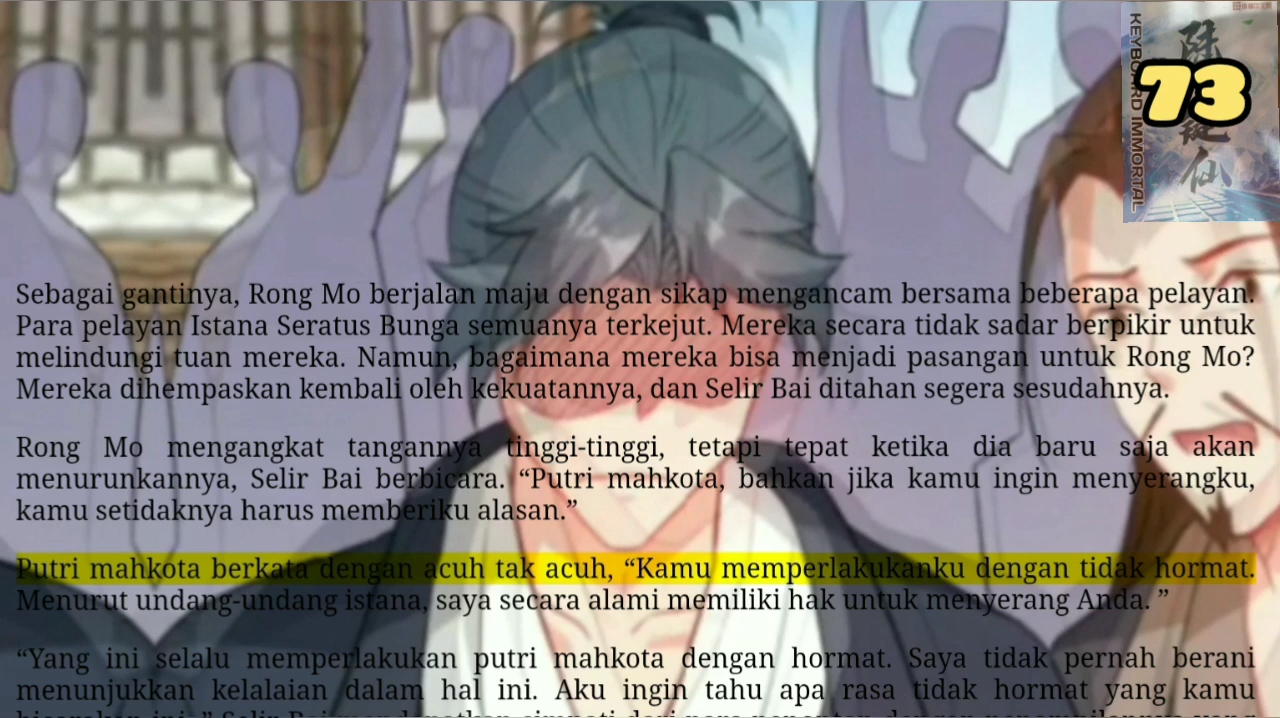 KEYBOARD IMMORTAL
73
Sebagai gantinya, Rong Mo berjalan maju dengan sikap mengancam bersama beberapa pelayan.
Para pelayan Istana Seratus Bunga semuanya terkejut. Mereka secara tidak sadar berpikir untuk
melindungi tuan mereka. Namun, bagaimana mereka bisa menjadi pasangan untuk Rong Mo?
Mereka dihempaskan kembali oleh kekuatannya, dan Selir Bai ditahan segera sesudahnya.
Rong Mo mengangkat tangannya tinggi-tinggi, tetapi tepat ketika dia baru saja akan
menurunkannya, Selir Bai berbicara. “Putri mahkota, bahkan jika kamu ingin menyerangku,
kamu setidaknya harus memberiku alasan.”
Putri mahkota berkata dengan acuh tak acuh, “Kamu memperlakukanku dengan tidak hormat.
Menurut undang-undang istana, saya secara alami memiliki hak untuk menyerang Anda. ”
“Yang ini selalu memperlakukan putri mahkota dengan hormat. Saya tidak pernah berani
menunjukkan kelalaian dalam hal ini. Aku ingin tahu apa rasa tidak hormat yang kamu